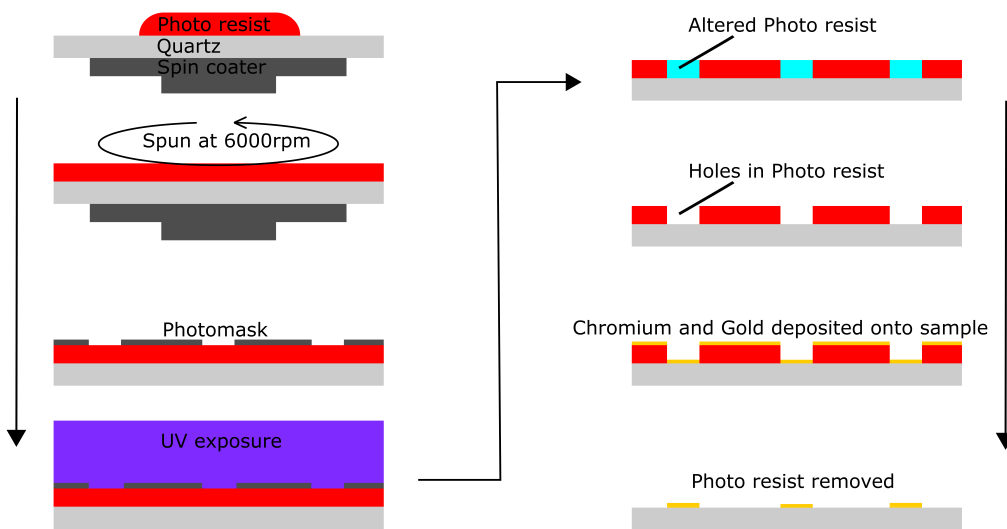 Photo resist
Quartz
Spin coater
Spun at 6000rpm
Photomask
UV exposure
Altered Photo resist
Holes in Photo resist
Chromium and Gold deposited onto sample
Photo resist removed